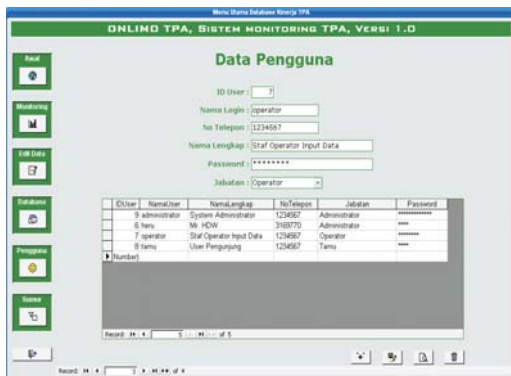 Menu Utama Database Kinerja TPA
ONLIMO TPA, SISTEM MONITORING TPA, VERSI 1.0
Awal
Data Pengguna
ID User : 7
Monitoring
Nama Login : operator
No Telepon : 1234567
Nama Lengkap : Staf Operator Input Data
Edit Data
Password : ********
Jabatan : Operator
Database
IDUser NamaUser NamaLengkap NoTelepon Jabatan Password
9 administrator System Administrator 1234567 Administrator *************
6 heru Mr. HDW 3169770 Administrator ****
7 operator Staf Operator Input Data 1234567 Operator ********
8 tamu User Pengunjung 1234567 Tamu ****
Pengguna
(Number)
Record: 5 of 5
Record: 5 of 4